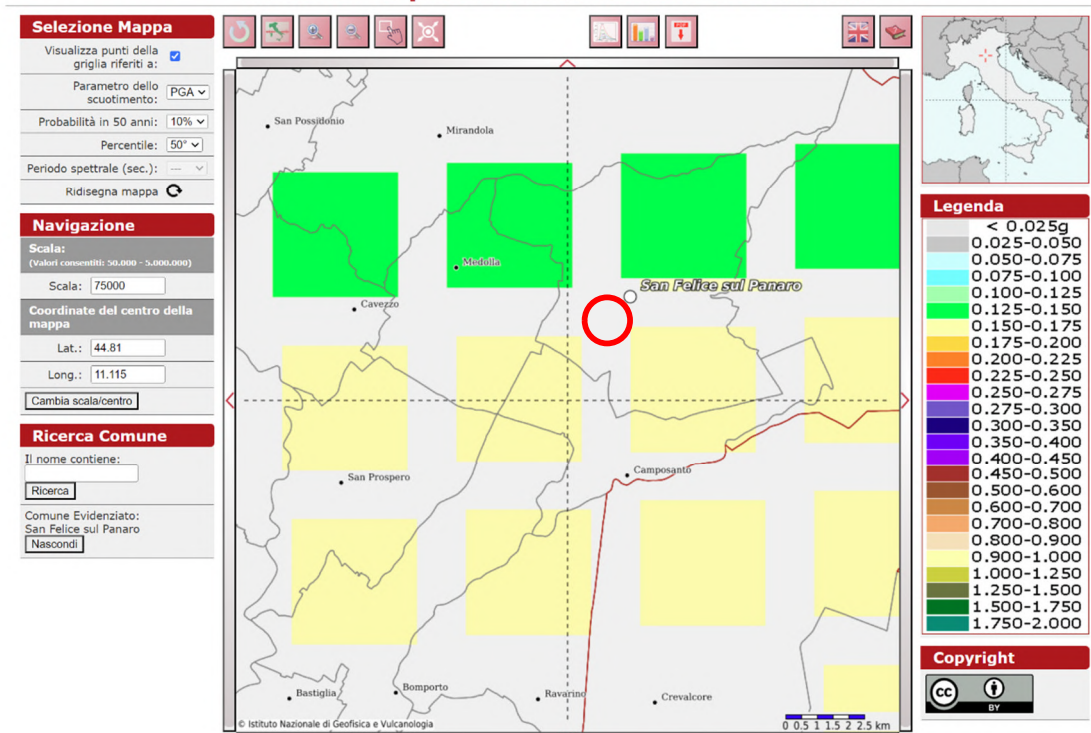 Selezione Mappa
Visualizza punti della
griglia riferiti a:
Parametro dello
scuotimento: PGA
Probabilità in 50 anni: 10%
Percentile: 50°
Periodo spettrale (sec.): ---
Ridisegna mappa
Navigazione
Scala:
(Valori consentiti: 50.000 - 5.000.000)
Scala: 75000
Coordinate del centro della
mappa
Lat.: 44.81
Long.: 11.115
Cambia scala/centro
Ricerca Comune
Il nome contiene:
Ricerca
Comune Evidenziato:
San Felice sul Panaro
Nascondi
PDF
San Possidonio
Mirandola
Medolla
San Felice sul Panaro
Cavezzo
San Prospero
Camposanto
Bastiglia
Bomporto
Ravarino
Crevalcore
© Istituto Nazionale di Geofisica e Vulcanologia
0 0.5 1 1.5 2 2.5 km
Legenda
< 0.025g
0.025-0.050
0.050-0.075
0.075-0.100
0.100-0.125
0.125-0.150
0.150-0.175
0.175-0.200
0.200-0.225
0.225-0.250
0.250-0.275
0.275-0.300
0.300-0.350
0.350-0.400
0.400-0.450
0.450-0.500
0.500-0.600
0.600-0.700
0.700-0.800
0.800-0.900
0.900-1.000
1.000-1.250
1.250-1.500
1.500-1.750
1.750-2.000
Copyright
cc
BY